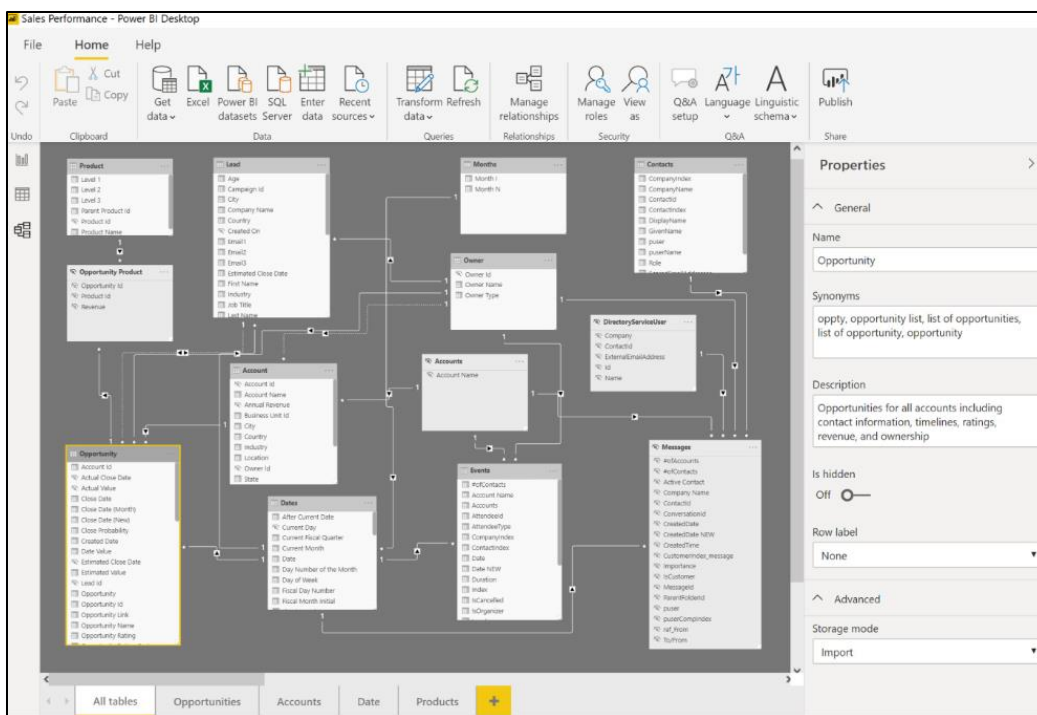 Sales Performance - Power BI Desktop
File Home Help
Paste
Cut
Copy
Get data
Excel
Power BI datasets
SQL Server
Enter data
Recent sources
Transform data
Refresh
Manage relationships
Manage roles
View as
Q&A setup
Language
Linguistic schema
Publish
Undo Clipboard Data Queries Relationships Security Q&A Share
Product
Level 1
Level 2
Level 3
Parent Product Id
Product Id
Product Name
Lead
Age
Campaign Id
City
Company Name
Country
Created On
Email1
Email2
Email3
Estimated Close Date
First Name
Industry
Job Title
Last Name
Months
Month I
Month N
Contacts
CompanyIndex
CompanyName
ContactId
ContactIndex
DisplayName
GivenName
puser
puserName
Role
Opportunity Product
Opportunity Id
Product Id
Revenue
Owner
Owner Id
Owner Name
Owner Type
DirectoryServiceUser
Company
ContactId
ExternalEmailAddress
Id
Name
Account
Account Id
Account Name
Annual Revenue
Business Unit Id
City
Country
Industry
Location
Owner Id
State
Accounts
Account Name
Opportunity
Account Id
Actual Close Date
Actual Value
Close Date
Close Date (Month)
Close Date (New)
Close Probability
Created Date
Date Value
Estimated Close Date
Estimated Value
Lead Id
Opportunity
Opportunity Id
Opportunity Link
Opportunity Name
Opportunity Rating
Dates
After Current Date
Current Day
Current Fiscal Quarter
Current Month
Date
Day Number of the Month
Day of Week
Fiscal Day Number
Fiscal Month Initial
Events
#ofContacts
Account Name
Accounts
AttendeeId
AttendeeType
CompanyIndex
ContactIndex
Date
Date NEW
Duration
Index
IsCancelled
IsOrganizer
Messages
#ofAccounts
#ofContacts
Active Contact
Company Name
ContactId
ConversationId
CreatedDate
CreatedDate NEW
CreatedTime
CustomerIndex_message
Importance
IsCustomer
MessageId
ParentFolderId
puser
puserCompIndex
ref_From
To/From
Properties
General
Name
Opportunity
Synonyms
oppty, opportunity list, list of opportunities,
list of opportunity, opportunity
Description
Opportunities for all accounts including
contact information, timelines, ratings,
revenue, and ownership
Is hidden
Off
Row label
None
Advanced
Storage mode
Import
All tables Opportunities Accounts Date Products +